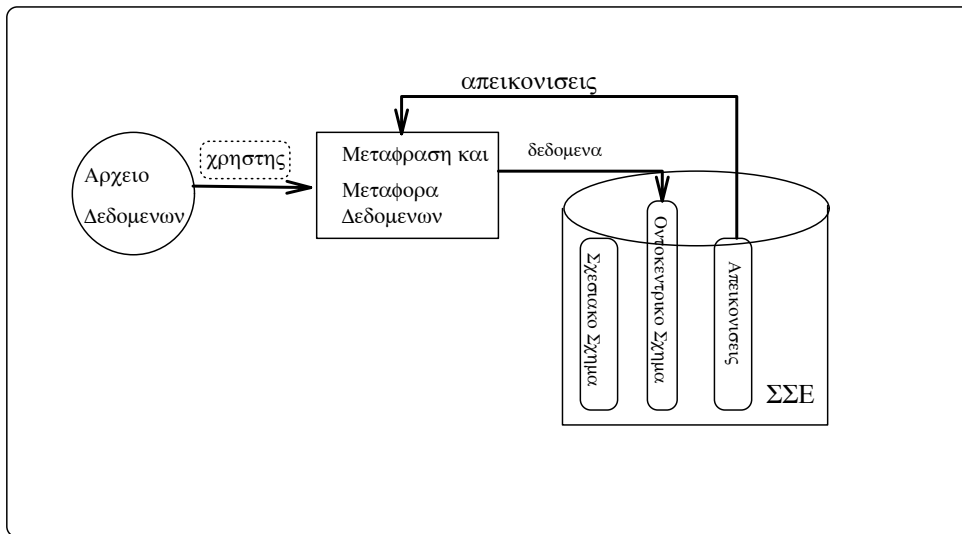 απεικονισεις
χρηστης
Αρχειο
Δεδομενων
Μεταφραση και
Μεταφορα
Δεδομενων
δεδομενα
Σχεσιακο Σχημα
Οντοκεντρικο Σχημα
Απεικονισεις
ΣΣΕ